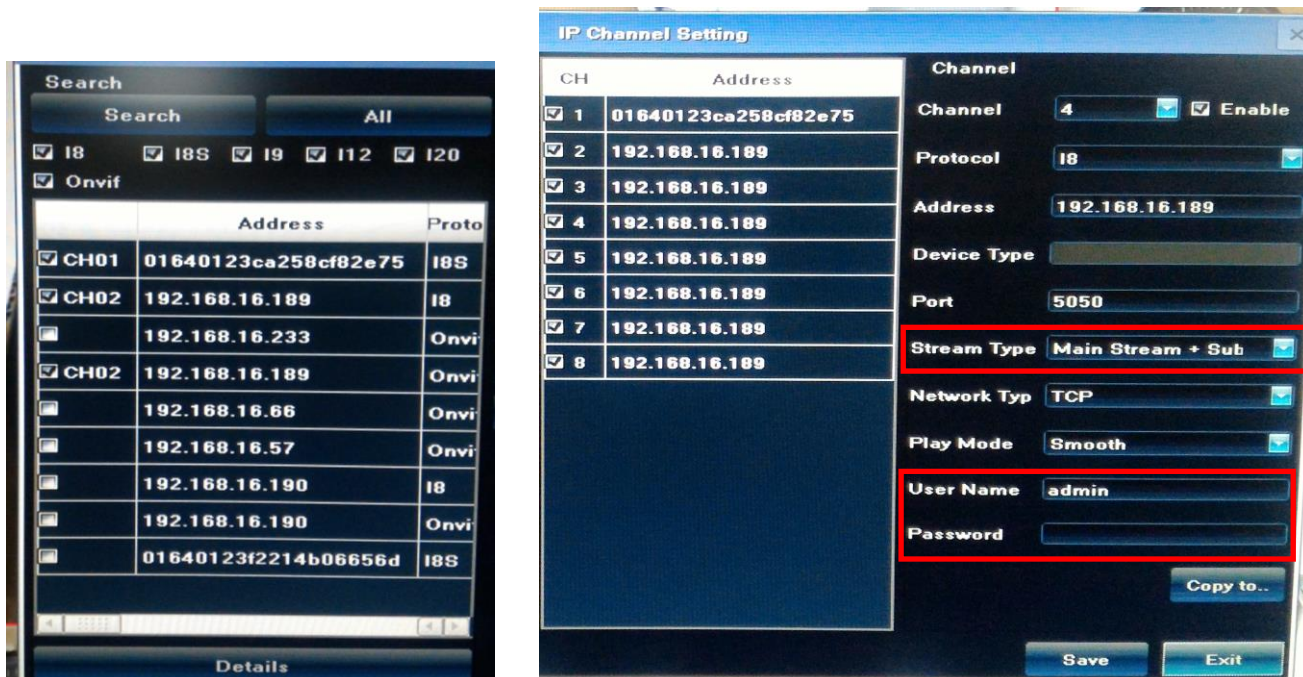 Search
Search All
I8 I8S I9 I12 I20
Onvif
Address Proto
CH01 01640123ca258cf82e75 I8S
CH02 192.168.16.189 I8
192.168.16.233 Onvi
CH02 192.168.16.189 Onvi
192.168.16.66 Onvi
192.168.16.57 Onvi
192.168.16.190 I8
192.168.16.190 Onvi
01640123f2214b06656d I8S
Details
IP Channel Setting
CH Address
1 01640123ca258cf82e75
2 192.168.16.189
3 192.168.16.189
4 192.168.16.189
5 192.168.16.189
6 192.168.16.189
7 192.168.16.189
8 192.168.16.189
Channel
Channel 4 Enable
Protocol I8
Address 192.168.16.189
Device Type
Port 5050
Stream Type Main Stream + Sub
Network Typ TCP
Play Mode Smooth
User Name admin
Password
Copy to..
Save Exit